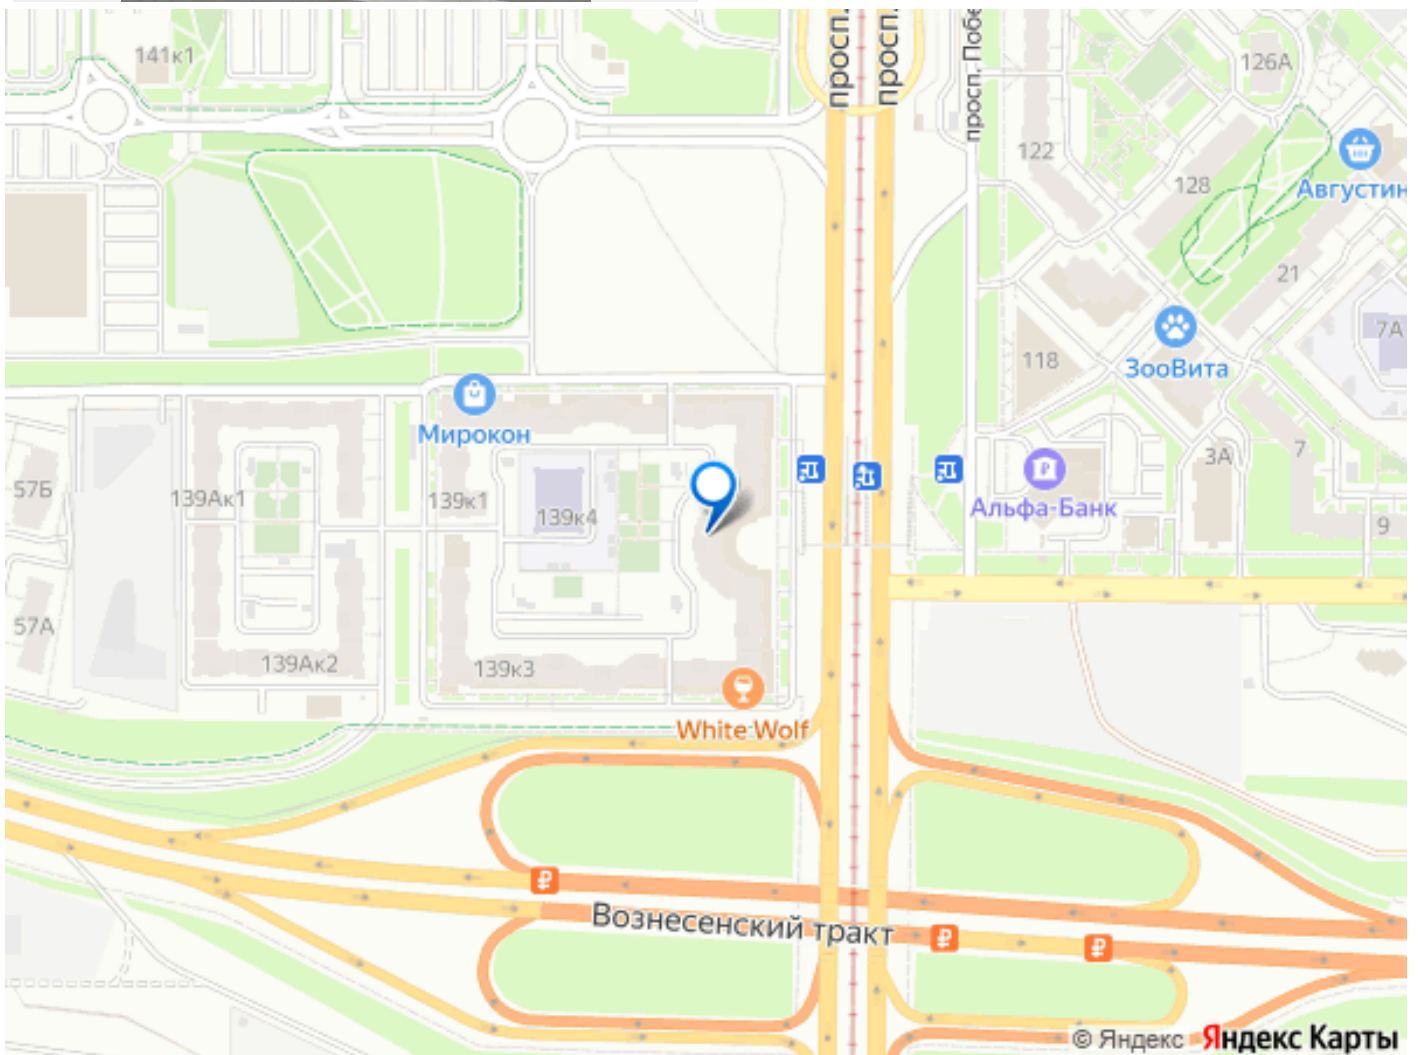 просп.
просп.
просп. Побе
141к1
126А
122
128
Августин
21
7А
118
ЗооВита
Мирокон
7
3А
57Б
139Ак1
139к1
139к4
Альфа-Банк
9
57А
139Ак2
139к3
White Wolf
Вознесенский тракт
© Яндекс Яндекс Карты